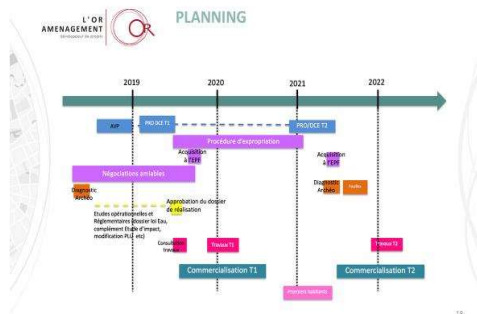 L'OR
AMENAGEMENT
OR
PLANNING
2019
2020
2021
2022
AVP
PRO DCE T1
PRO/DCE T2
Procédure d'expropriation
Acquisition
à l'EPF
Acquisition
à l'EPF
Négociations amiables
Diagnostic
Archéo
Diagnostic
Archéo
Fouilles
Approbation du dossier
de réalisation
Etudes opérationnelles et
Réglementaires (dossier loi Eau,
complément Etude d'impact,
modification PLU- etc)
Consultation
travaux
Travaux T1
Travaux T2
Commercialisation T1
Commercialisation T2
Premiers habitants